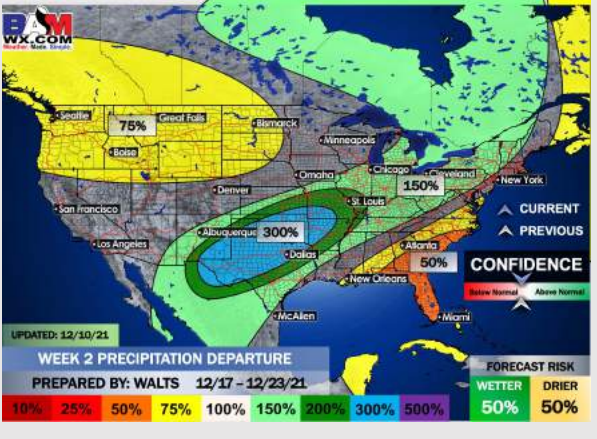 BAM
WX.COM
Weather Made Simple.
Seattle
Great Falls
75%
Bismarck
Boise
Minneapolis
Omaha
Chicago
Cleveland
150%
New York
Denver
St. Louis
San Francisco
CURRENT
Albuquerque
300%
PREVIOUS
Los Angeles
Dallas
Atlanta
50%
CONFIDENCE
New Orleans
Below Normal
Above Normal
McAllen
Miami
UPDATED: 12/10/21
WEEK 2 PRECIPITATION DEPARTURE
PREPARED BY: WALTS 12/17 - 12/23/21
FORECAST RISK
WETTER
DRIER
50%
50%
10% 25% 50% 75% 100% 150% 200% 300% 500%